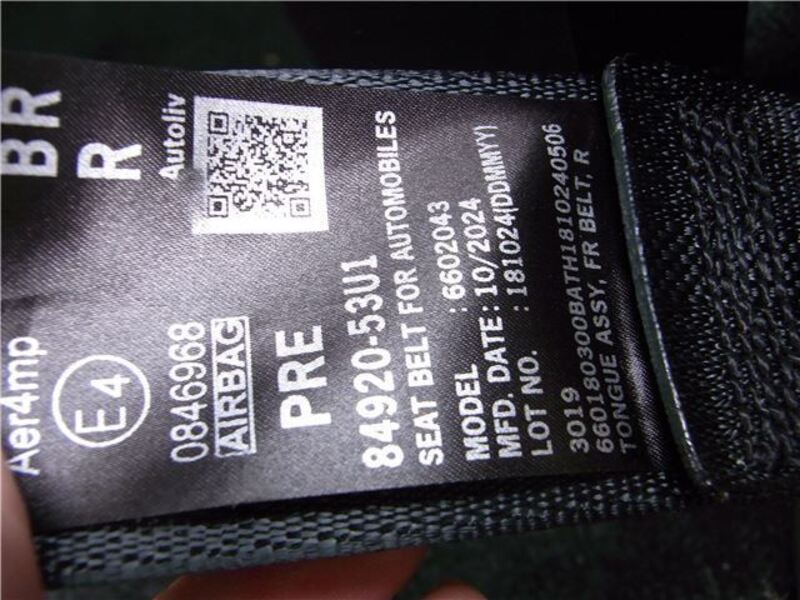 BR
R
Autoliv
Aer4mp
E4
0846968
AIRBAG
PRE
84920-53U1
SEAT BELT FOR AUTOMOBILES
MODEL : 6602043
MFD. DATE : 10/2024
LOT NO. : 181024(DDMMYY)
3019
660180300BATH1810240506
TONGUE ASSY, FR BELT, R